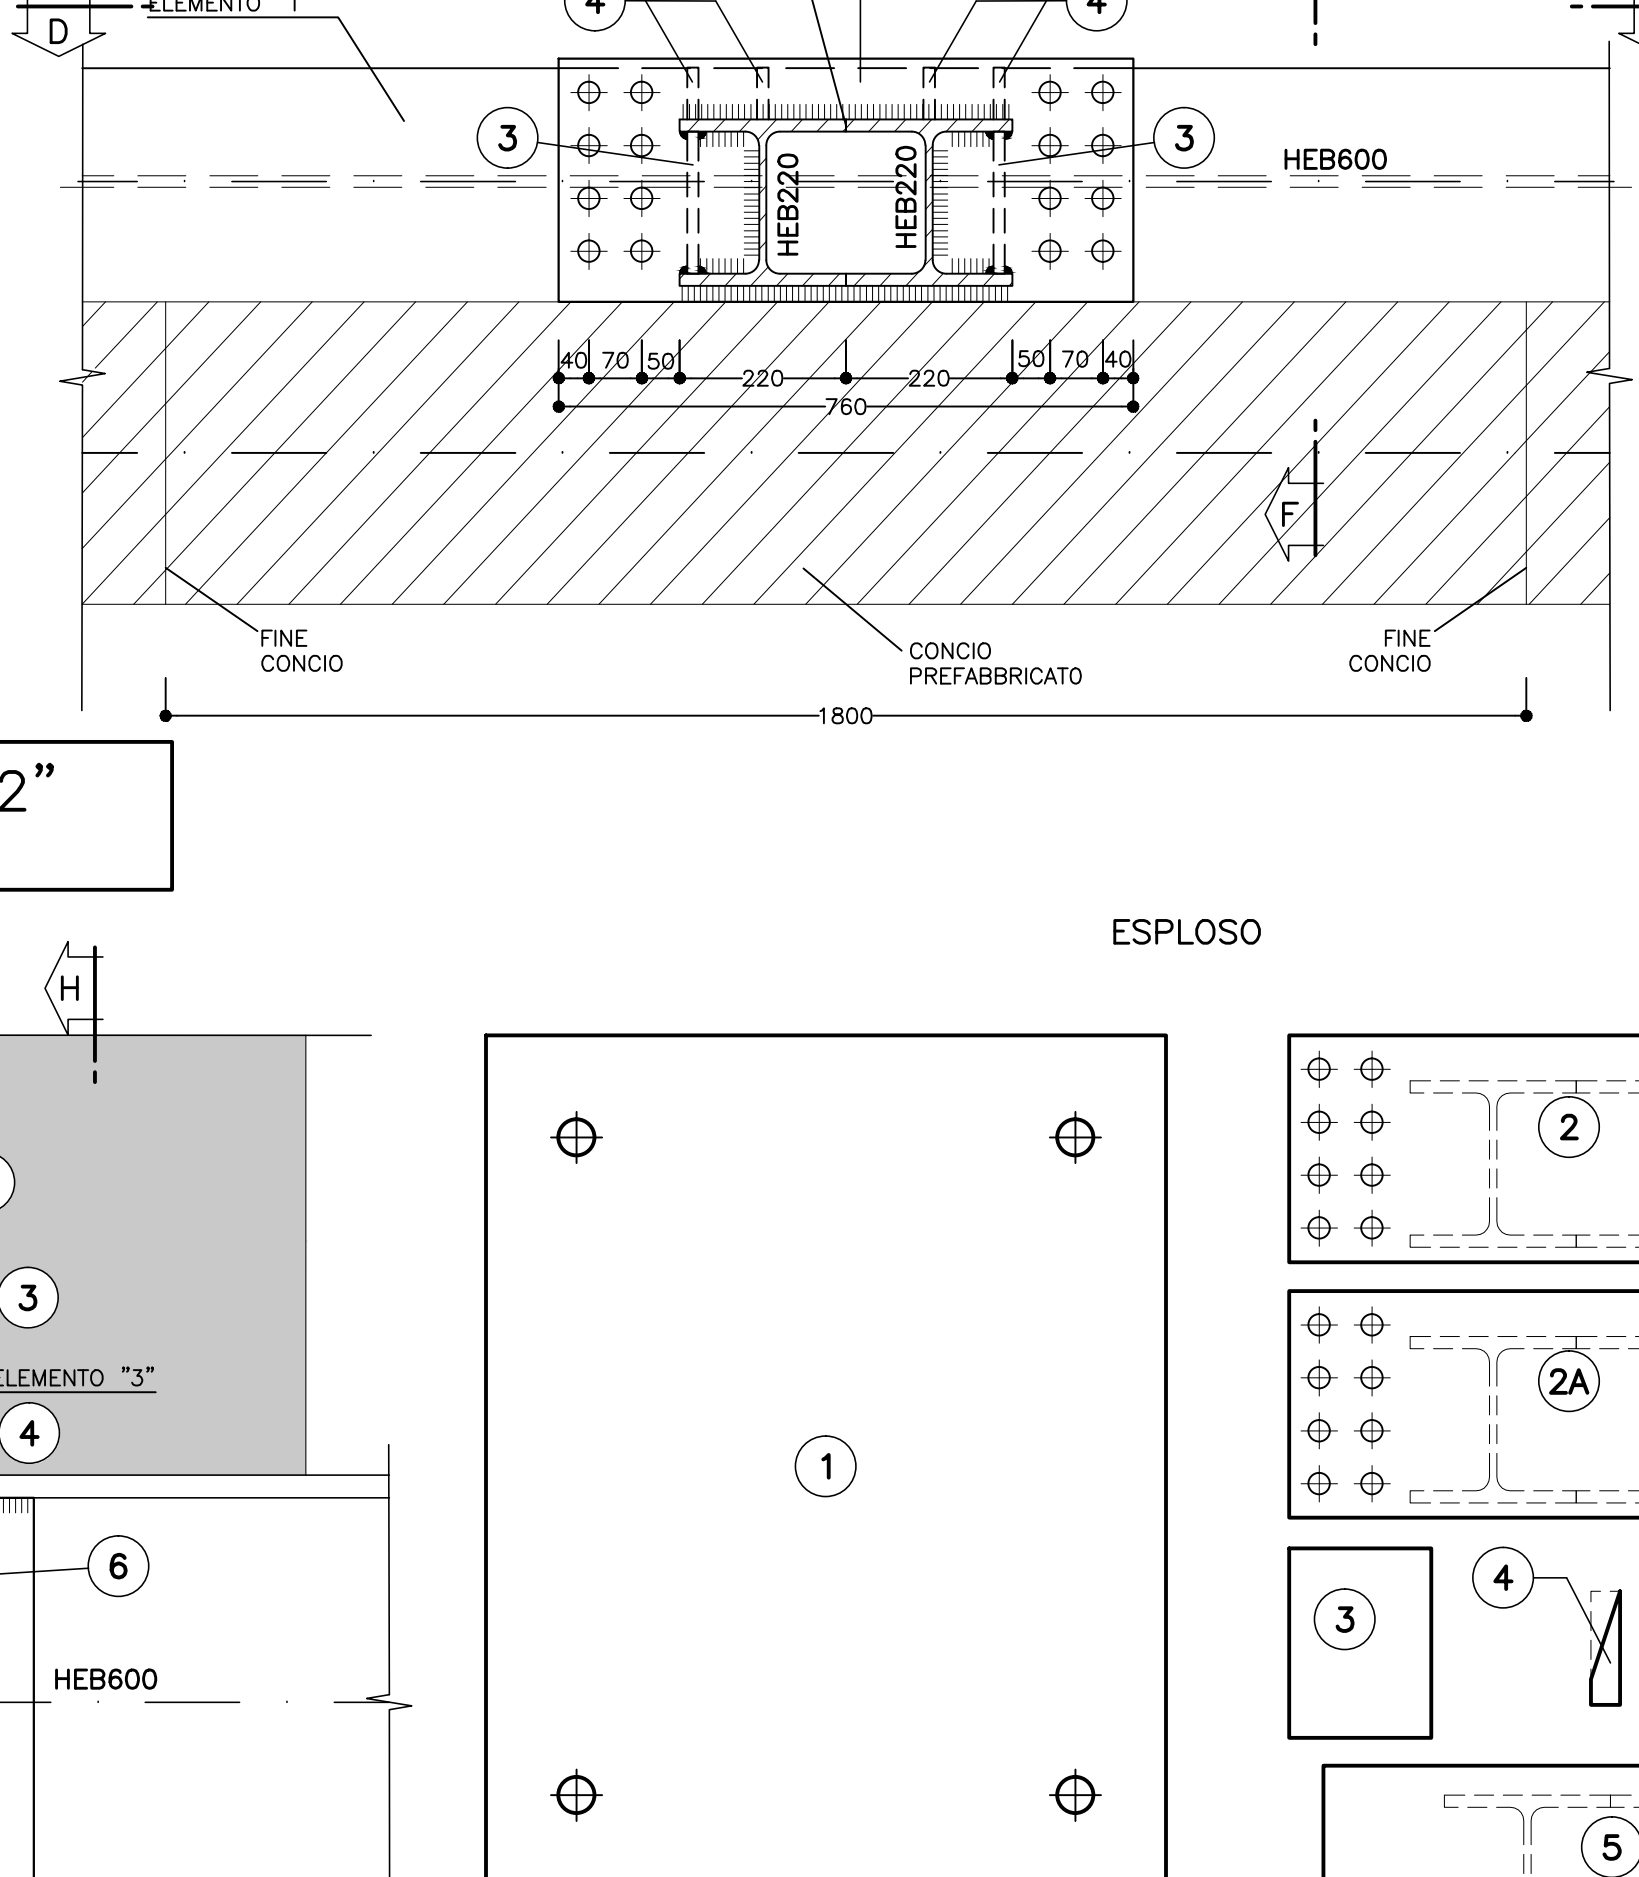 ELEMENTO
4
4
D
3
3
HEB600
HEB220
HEB220
40
70
50
220
220
50
70
40
760
F
FINE
CONCIO
CONCIO
PREFABBRICATO
FINE
CONCIO
1800
2”
ESPLOSO
H
2
3
ELEMENTO ”3”
2A
4
1
6
4
3
HEB600
5